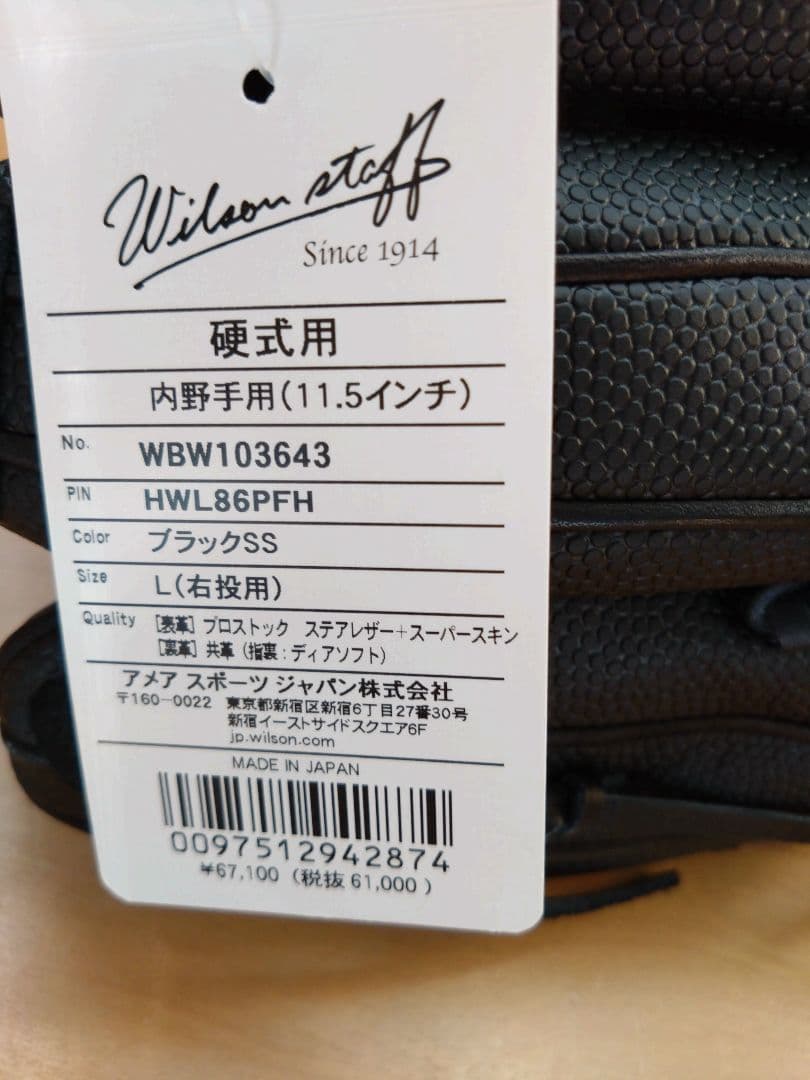 Wilson staff
Since 1914
硬式用
内野手用(11.5インチ)
No. WBW103643
PIN HWL86PFH
Color ブラックSS
Size L(右投用)
Quality [表革] プロストック ステアレザー+スーパースキン
[裏革] 共革 (指裏:ディアソフト)
アメア スポーツ ジャパン株式会社
〒160-0022 東京都新宿区新宿6丁目27番30号
新宿イーストサイドスクエア6F
jp.wilson.com
MADE IN JAPAN
0097512942874
¥67,100 (税抜 61,000 )